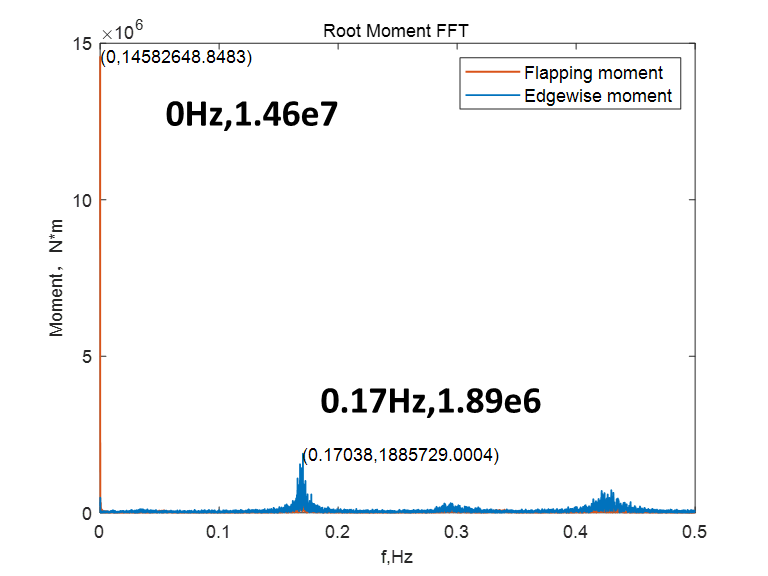 Root Moment FFT
×10⁶
15
(0,14582648.8483)
Flapping moment
Edgewise moment
0Hz,1.46e7
10
Moment，N*m
5
0.17Hz,1.89e6
(0.17038,1885729.0004)
0
0 0.1 0.2 0.3 0.4 0.5
f,Hz